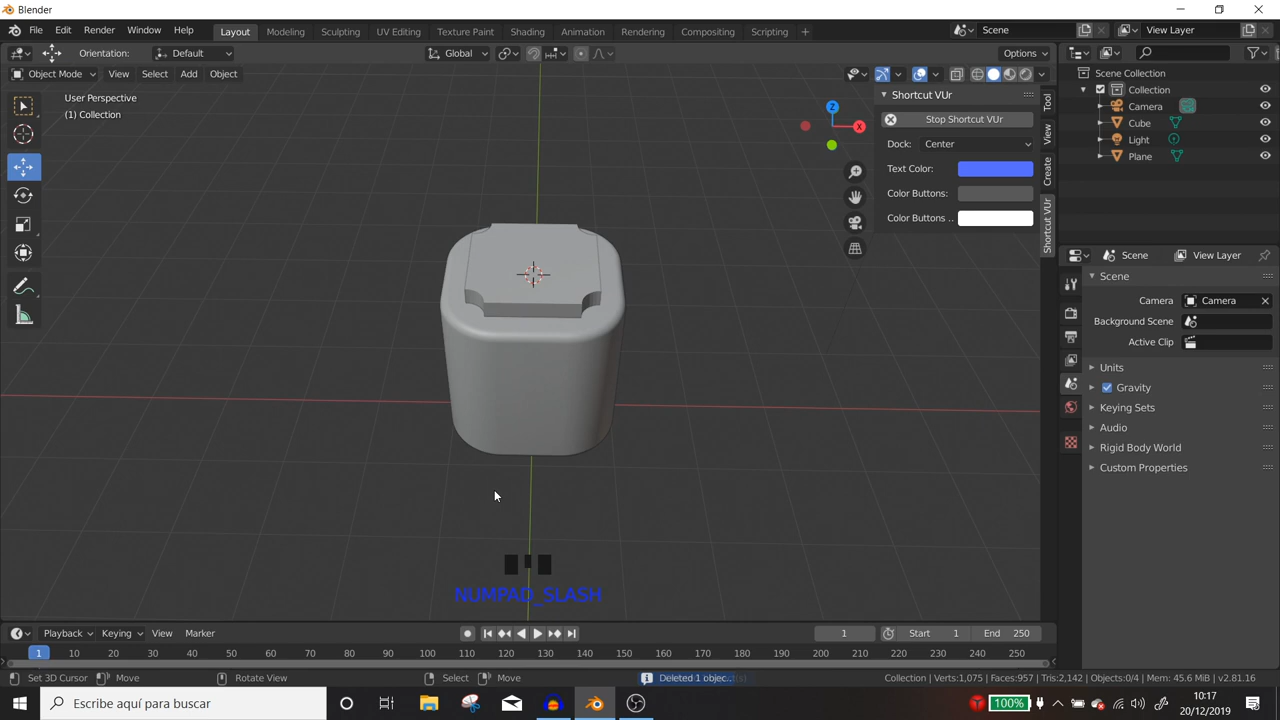 Blender
File Edit Render Window Help Layout Modeling Sculpting UV Editing Texture Paint Shading Animation Rendering Compositing Scripting Scene View Layer
Orientation: Default Global Options
Object Mode View Select Add Object
User Perspective
(1) Collection
Z
X
Shortcut VUr
Stop Shortcut VUr
Dock: Center
Text Color:
Color Buttons:
Color Buttons ..
Tool
View
Create
Shortcut VUr
Scene Collection
Collection
Camera
Cube
Light
Plane
Scene View Layer
Scene
Camera Camera
Background Scene
Active Clip
Units
Gravity
Keying Sets
Audio
Rigid Body World
Custom Properties
NUMPAD_SLASH
Playback Keying View Marker 1 Start 1 End 250
1 10 20 30 40 50 60 70 80 90 100 110 120 130 140 150 160 170 180 190 200 210 220 230 240 250
Set 3D Cursor Move Rotate View Select Move Deleted 1 objec Collection | Verts:1,075 | Faces:957 | Tris:2,142 | Objects:0/4 | Mem: 45.6 MiB | v2.81.16
Escribe aquí para buscar 100% 10:17
20/12/2019